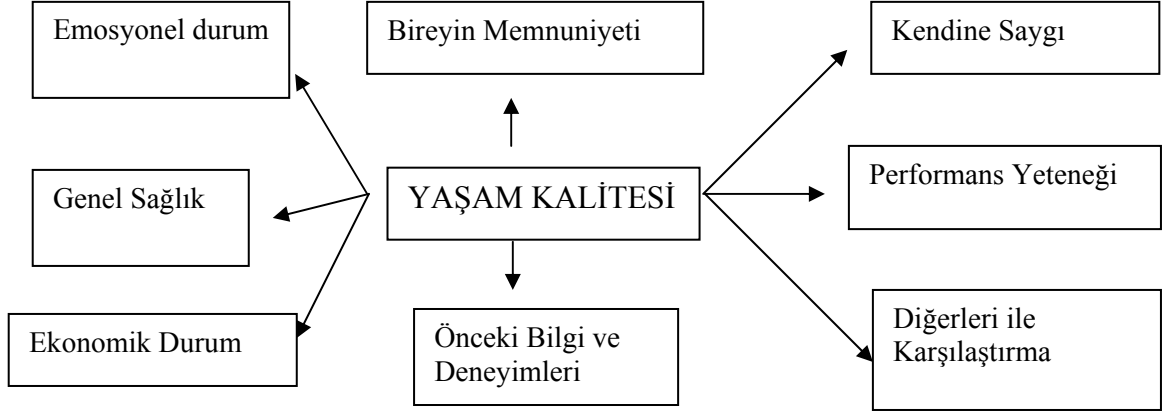 Emosyonel durum
Bireyin Memnuniyeti
Kendine Saygı
Genel Sağlık
YAŞAM KALİTESİ
Performans Yeteneği
Ekonomik Durum
Önceki Bilgi ve
Deneyimleri
Diğerleri ile
Karşılaştırma